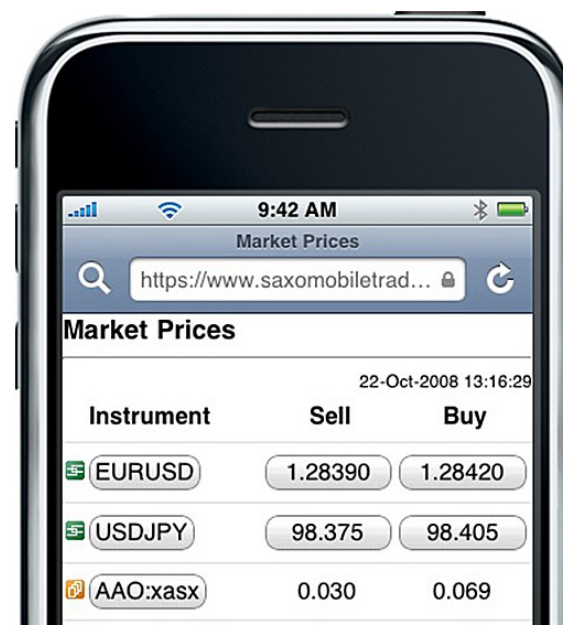 9:42 AM
Market Prices
https://www.saxomobiletrad...
Market Prices
22-Oct-2008 13:16:29
Instrument Sell Buy
EURUSD 1.28390 1.28420
USDJPY 98.375 98.405
AAO:xasx 0.030 0.069